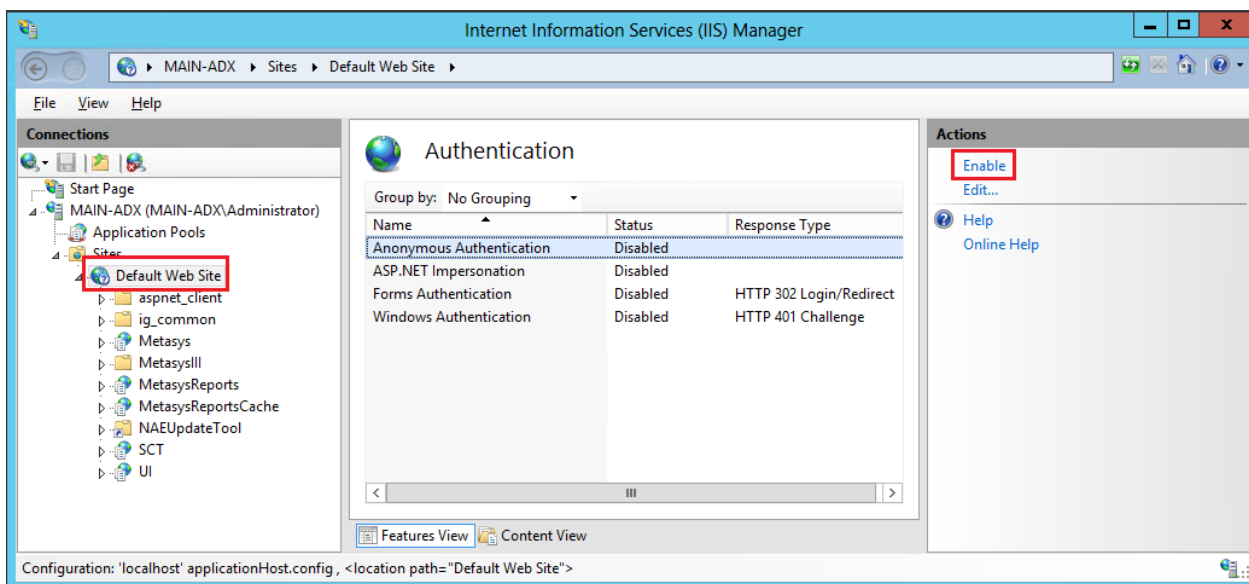 Internet Information Services (IIS) Manager
MAIN-ADX Sites Default Web Site
File View Help
Connections
Start Page
MAIN-ADX (MAIN-ADX\Administrator)
Application Pools
Sites
Default Web Site
aspnet_client
ig_common
Metasys
MetasysIII
MetasysReports
MetasysReportsCache
NAEUpdateTool
SCT
UI
Authentication
Group by: No Grouping
Name Status Response Type
Anonymous Authentication Disabled
ASP.NET Impersonation Disabled
Forms Authentication Disabled HTTP 302 Login/Redirect
Windows Authentication Disabled HTTP 401 Challenge
Features View Content View
Actions
Enable
Edit...
Help
Online Help
Configuration: 'localhost' applicationHost.config , <location path="Default Web Site">